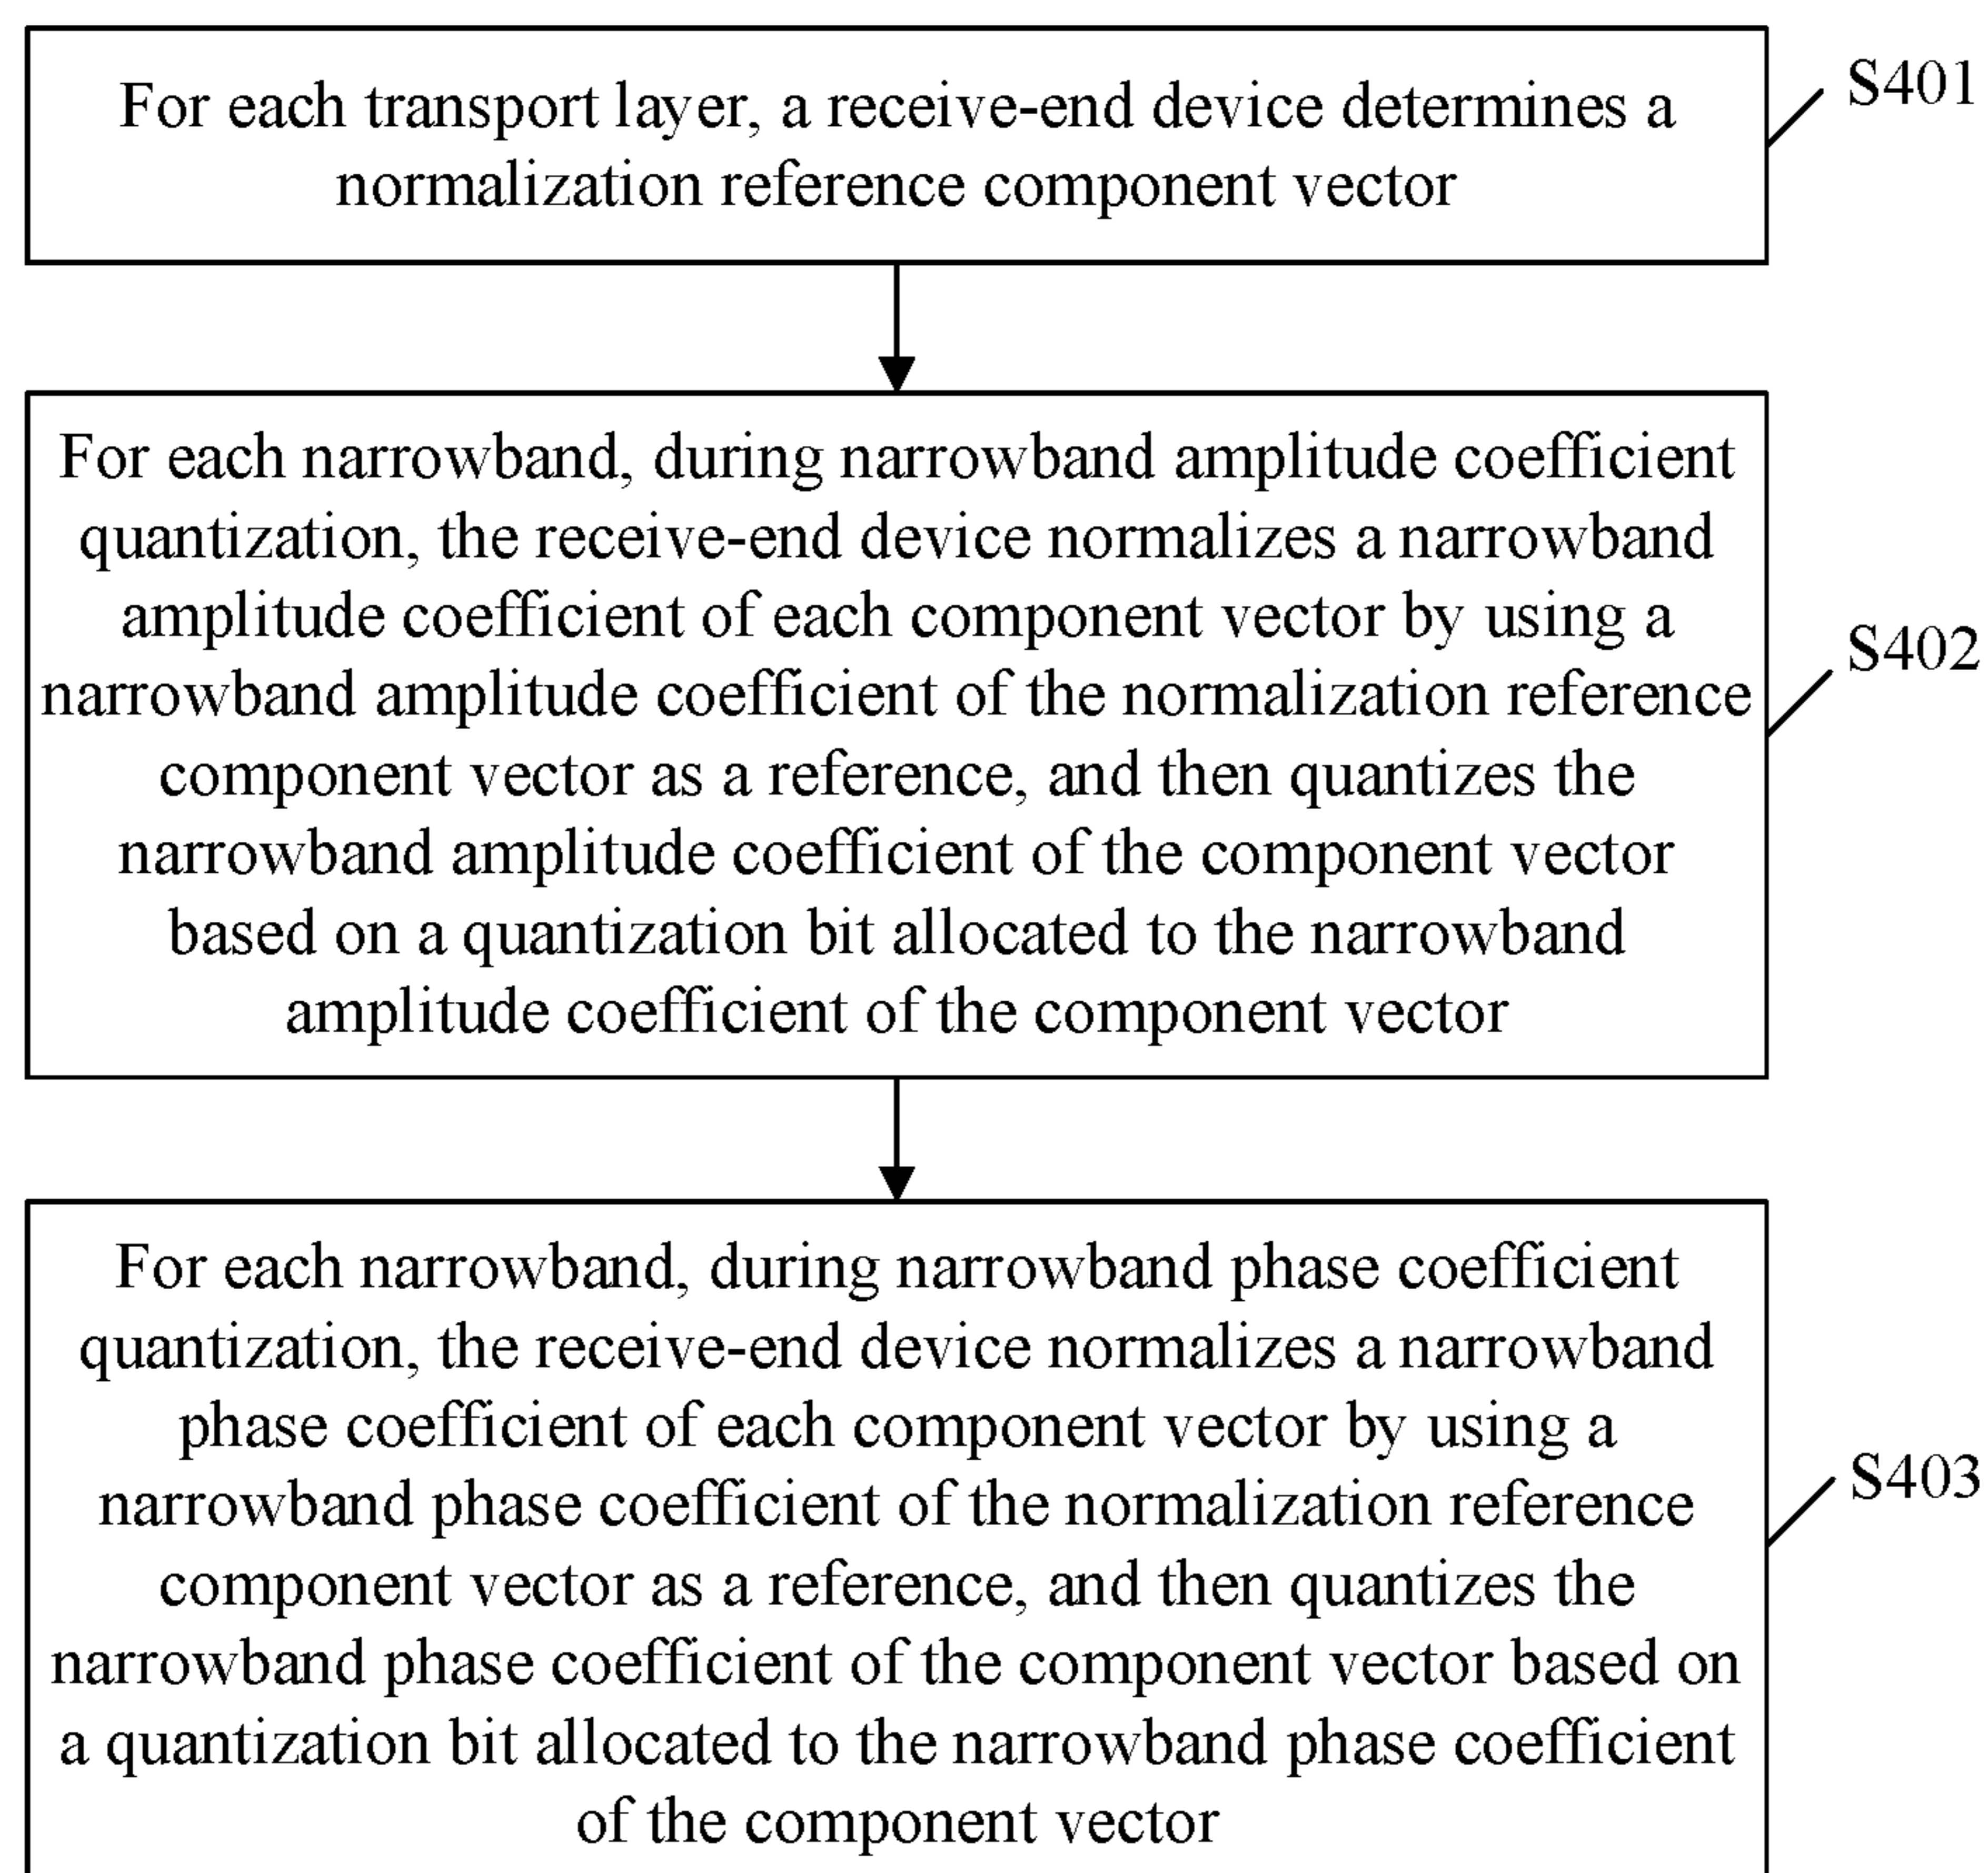 For each transport layer, a receive-end device determines a
normalization reference component vector
S401
For each narrowband, during narrowband amplitude coefficient
quantization, the receive-end device normalizes a narrowband
amplitude coefficient of each component vector by using a
narrowband amplitude coefficient of the normalization reference
component vector as a reference, and then quantizes the
narrowband amplitude coefficient of the component vector
based on a quantization bit allocated to the narrowband
amplitude coefficient of the component vector
S402
For each narrowband, during narrowband phase coefficient
quantization, the receive-end device normalizes a narrowband
phase coefficient of each component vector by using a
narrowband phase coefficient of the normalization reference
component vector as a reference, and then quantizes the
narrowband phase coefficient of the component vector based on
a quantization bit allocated to the narrowband phase coefficient
of the component vector
S403